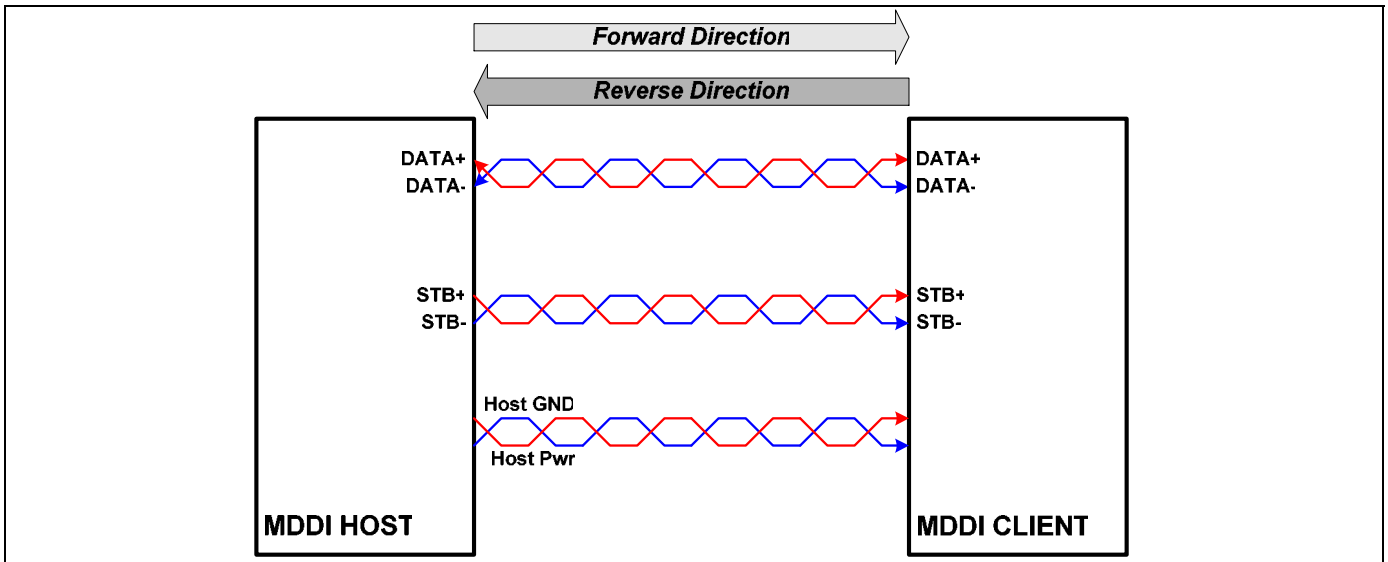 Forward Direction
Reverse Direction
DATA+
DATA-
DATA+
DATA-
STB+
STB-
STB+
STB-
Host GND
Host Pwr
MDDI HOST
MDDI CLIENT